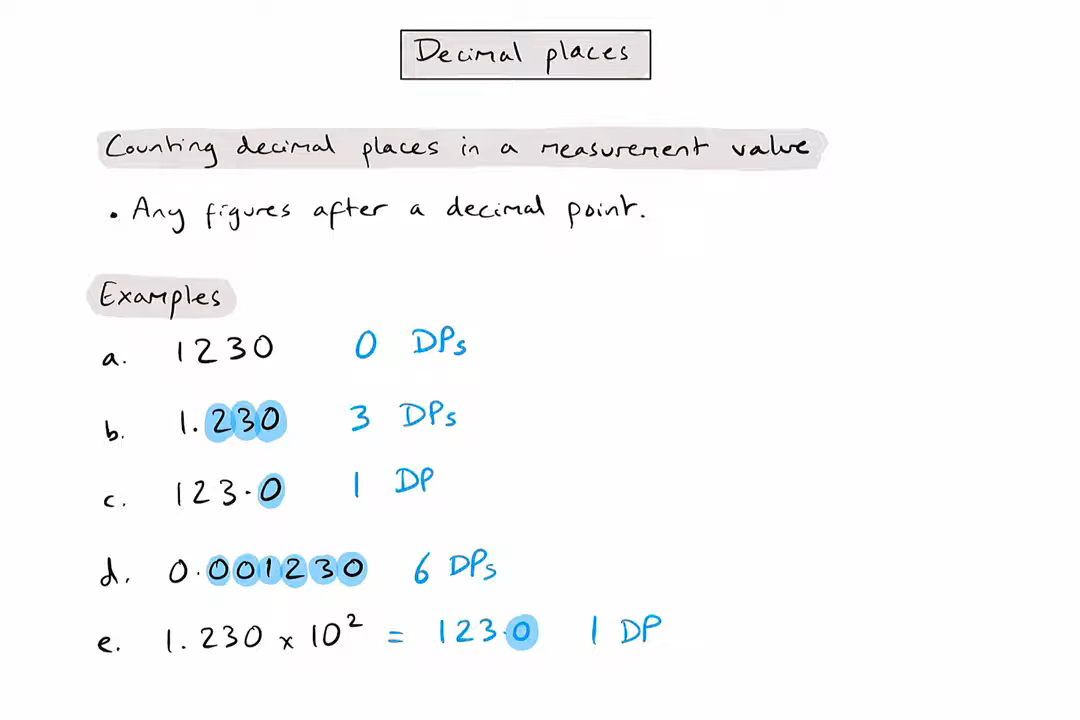 Decimal places
Counting decimal places in a measurement value
• Any figures after a decimal point.
Examples
a. 1230 0 DPs
b. 1.230 3 DPs
c. 123.0 1 DP
d. 0.001230 6 DPs
e. 1.230 × 10² = 123.0 1 DP